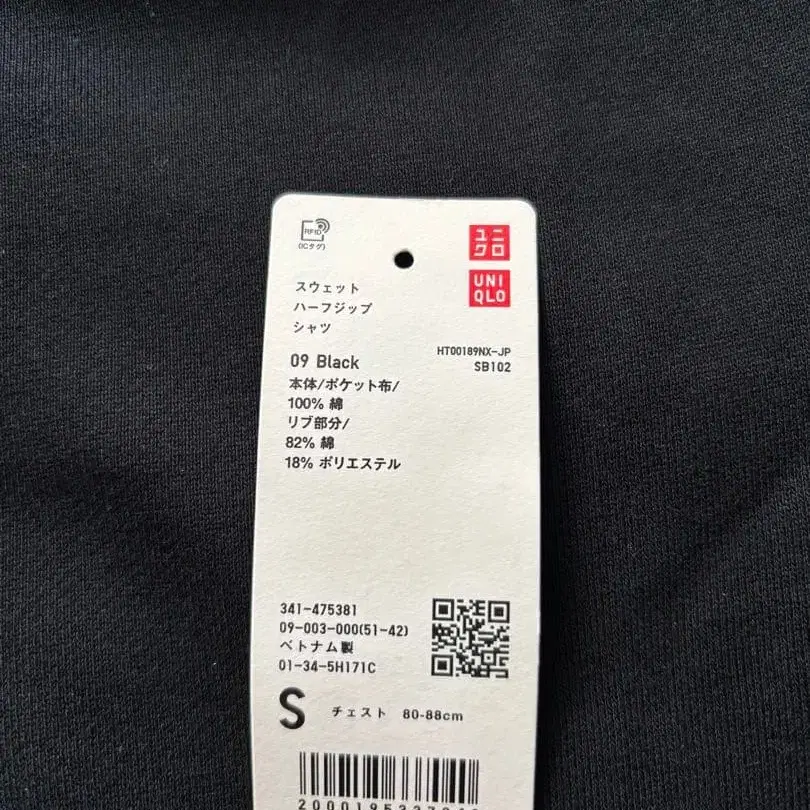 RFID
(ICタグ)
ユニ
クロ
UNI
QLO
スウェット
ハーフジップ
シャツ
HT00189NX-JP
09 Black
SB102
本体/ポケット布/
100% 綿
リブ部分/
82% 綿
18% ポリエステル
341-475381
09-003-000(51-42)
ベトナム製
01-34-5H171C
S チェスト 80-88cm